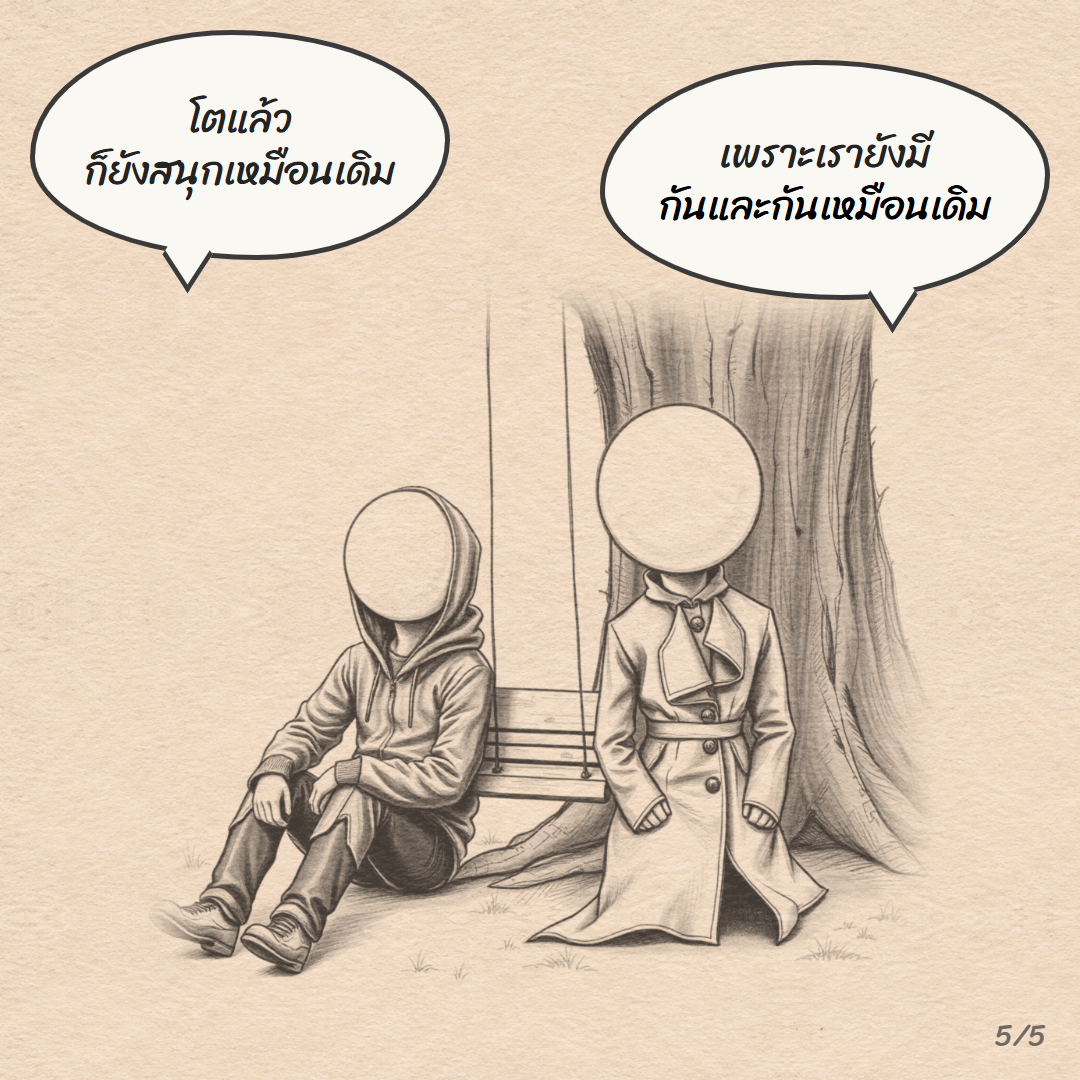 โตแล้ว
ก็ยังสนุกเหมือนเดิม
เพราะเรายังมี
กันและกันเหมือนเดิม
5/5